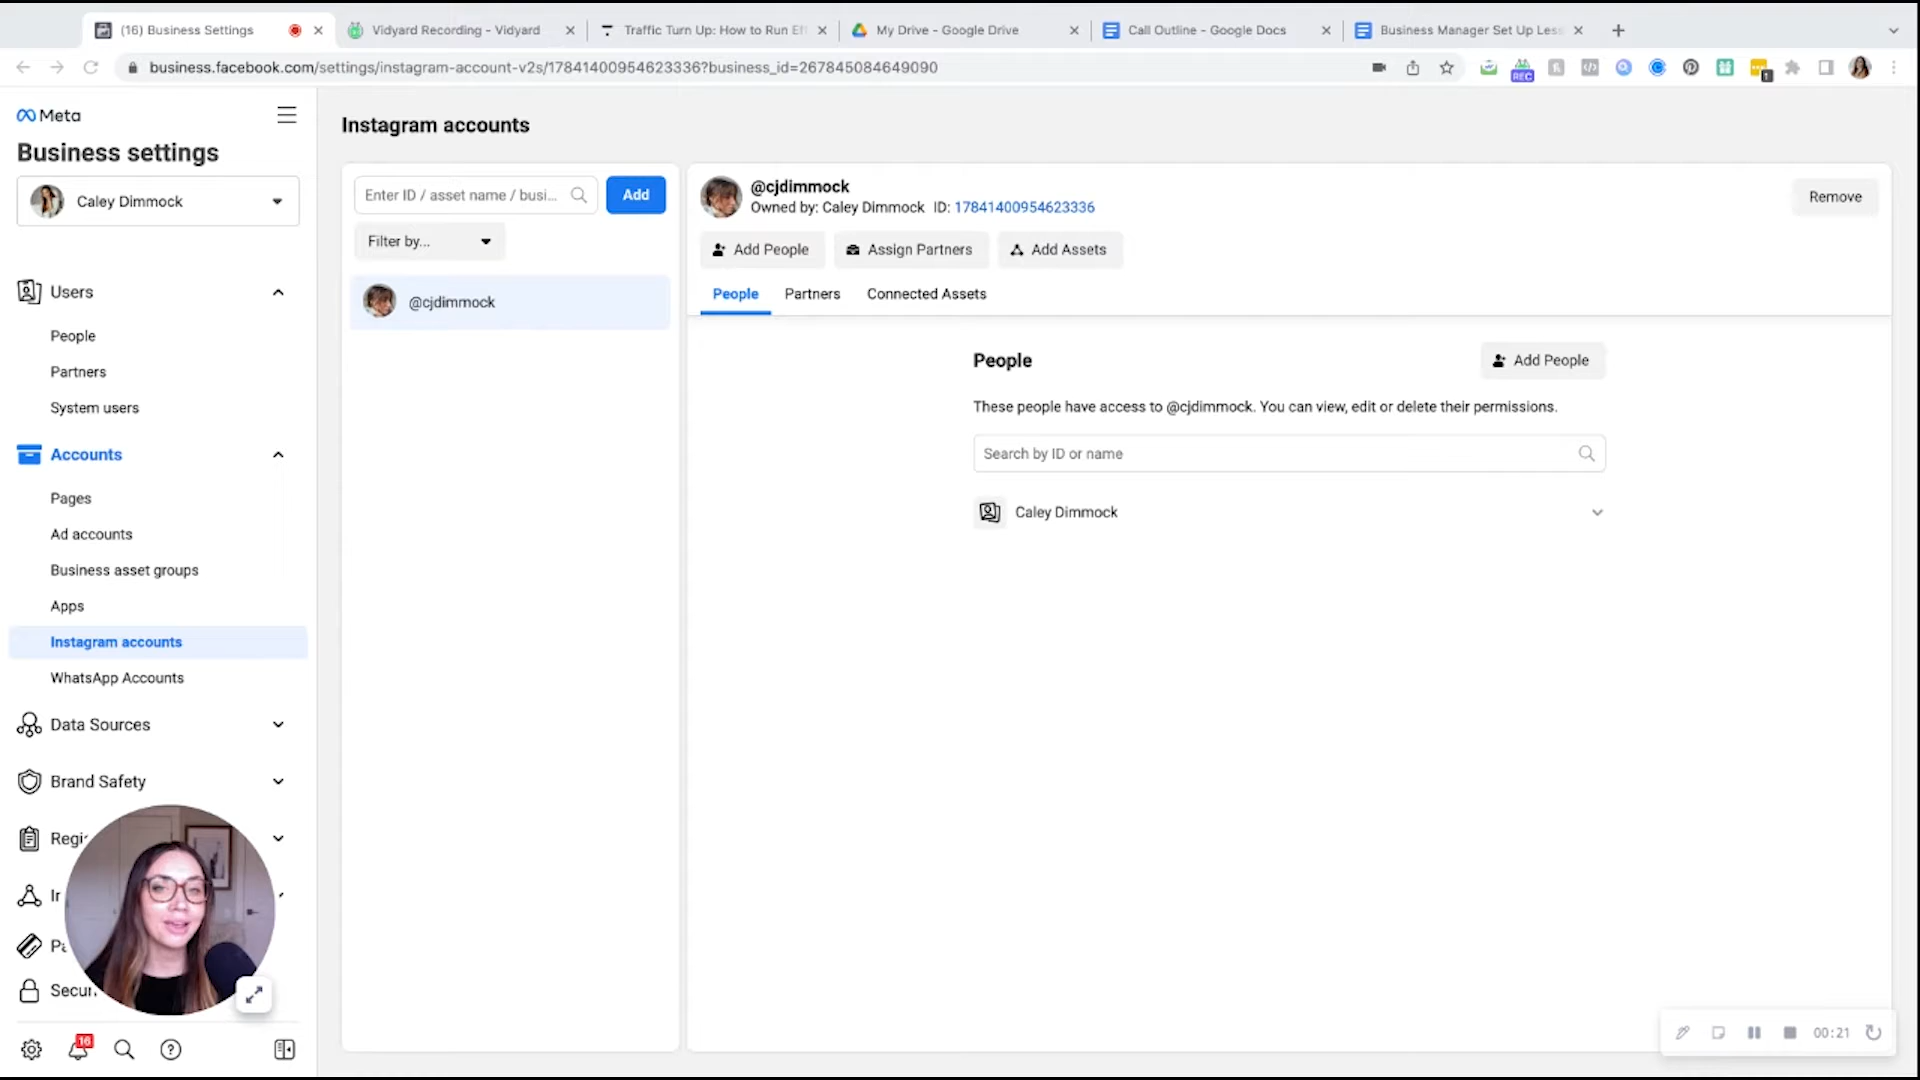 (16) Business Settings
Vidyard Recording - Vidyard
Traffic Turn Up: How to Run Eff
My Drive - Google Drive
Call Outline - Google Docs
Business Manager Set Up Less
business.facebook.com/settings/instagram-account-v2s/17841400954623336?business_id=267845084649090
REC
1
Meta
Business settings
Caley Dimmock
Users
People
Partners
System users
Accounts
Pages
Ad accounts
Business asset groups
Apps
Instagram accounts
WhatsApp Accounts
Data Sources
Brand Safety
Regi
Secur
16
Instagram accounts
Enter ID / asset name / busi...
Add
Filter by...
@cjdimmock
@cjdimmock
Owned by: Caley Dimmock ID: 17841400954623336
Remove
Add People
Assign Partners
Add Assets
People
Partners
Connected Assets
People
Add People
These people have access to @cjdimmock. You can view, edit or delete their permissions.
Search by ID or name
Caley Dimmock
00:21